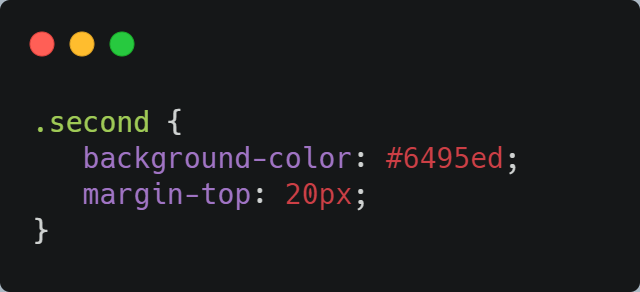 .second {
   background-color: #6495ed;
   margin-top: 20px;
}